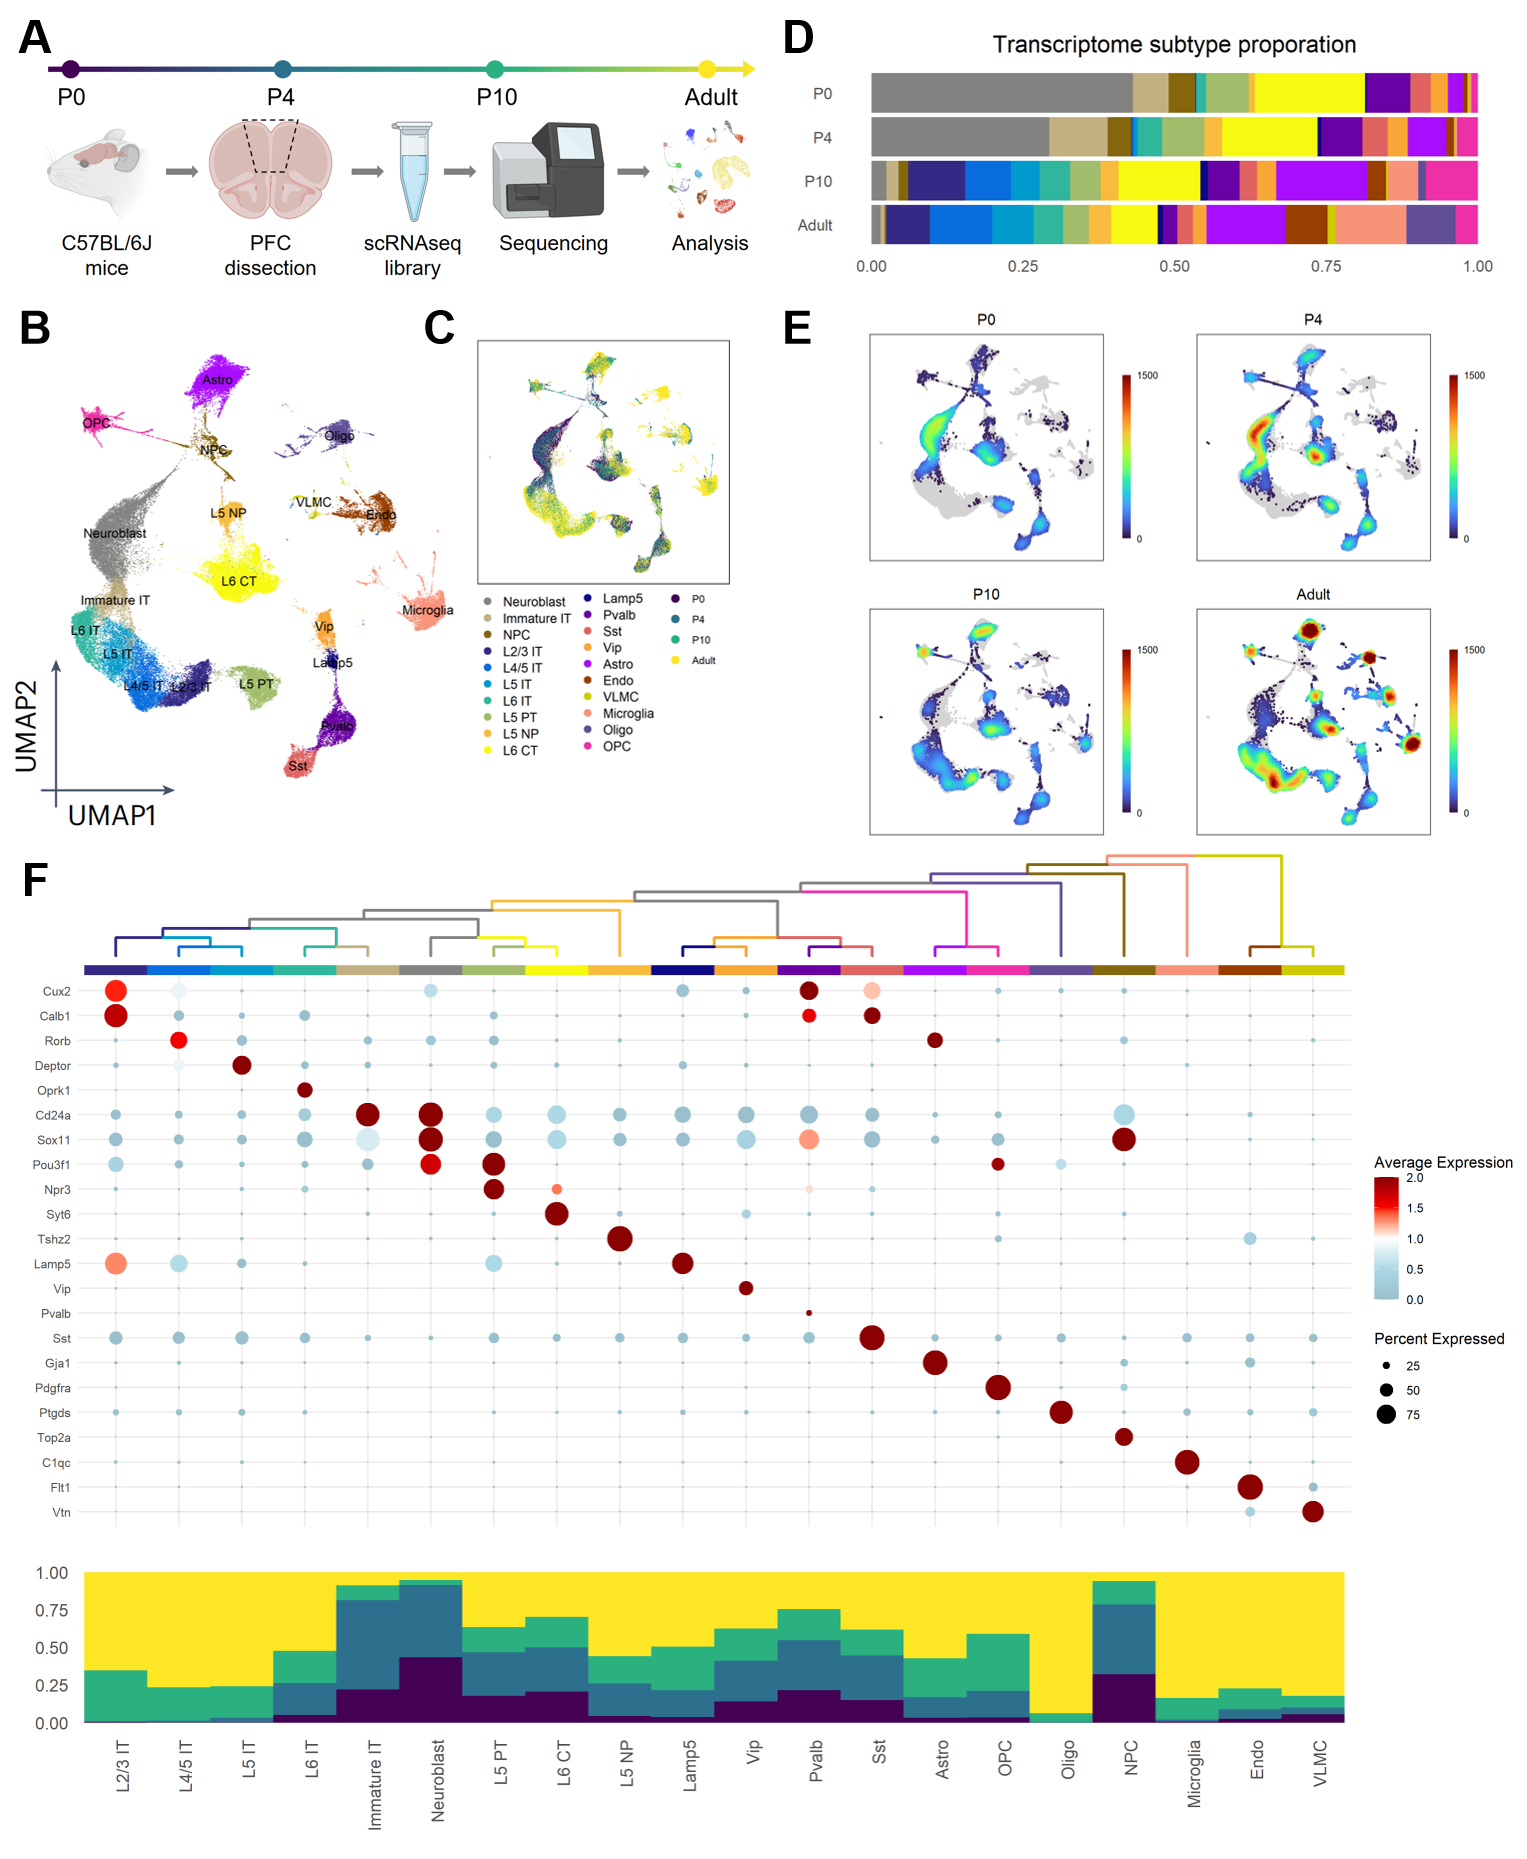 A
P0
P4
P10
Adult
C57BL/6J
mice
PFC
dissection
scRNAseq
library
Sequencing
Analysis
D
Transcriptome subtype proporation
P0
P4
P10
Adult
0.00
0.25
0.50
0.75
1.00
B
Astro
OPC
NPC
Oligo
VLMC
Endo
L5 NP
Neuroblast
L6 CT
Immature IT
Microglia
L6 IT
Vip
L5 IT
Lamp5
L4/5 IT
L2/3 IT
L5 PT
Pvalb
Sst
UMAP2
UMAP1
C
Neuroblast
Immature IT
NPC
L2/3 IT
L4/5 IT
L5 IT
L6 IT
L5 PT
L5 NP
L6 CT
Lamp5
Pvalb
Sst
Vip
Astro
Endo
VLMC
Microglia
Oligo
OPC
P0
P4
P10
Adult
E
P0
1500
0
P4
1500
0
P10
1500
0
Adult
1500
0
F
Cux2
Calb1
Rorb
Deptor
Oprk1
Cd24a
Sox11
Pou3f1
Npr3
Syt6
Tshz2
Lamp5
Vip
Pvalb
Sst
Gja1
Pdgfra
Ptgds
Top2a
C1qc
Flt1
Vtn
Average Expression
2.0
1.5
1.0
0.5
0.0
Percent Expressed
25
50
75
1.00
0.75
0.50
0.25
0.00
L2/3 IT
L4/5 IT
L5 IT
L6 IT
Immature IT
Neuroblast
L5 PT
L6 CT
L5 NP
Lamp5
Vip
Pvalb
Sst
Astro
OPC
Oligo
NPC
Microglia
Endo
VLMC